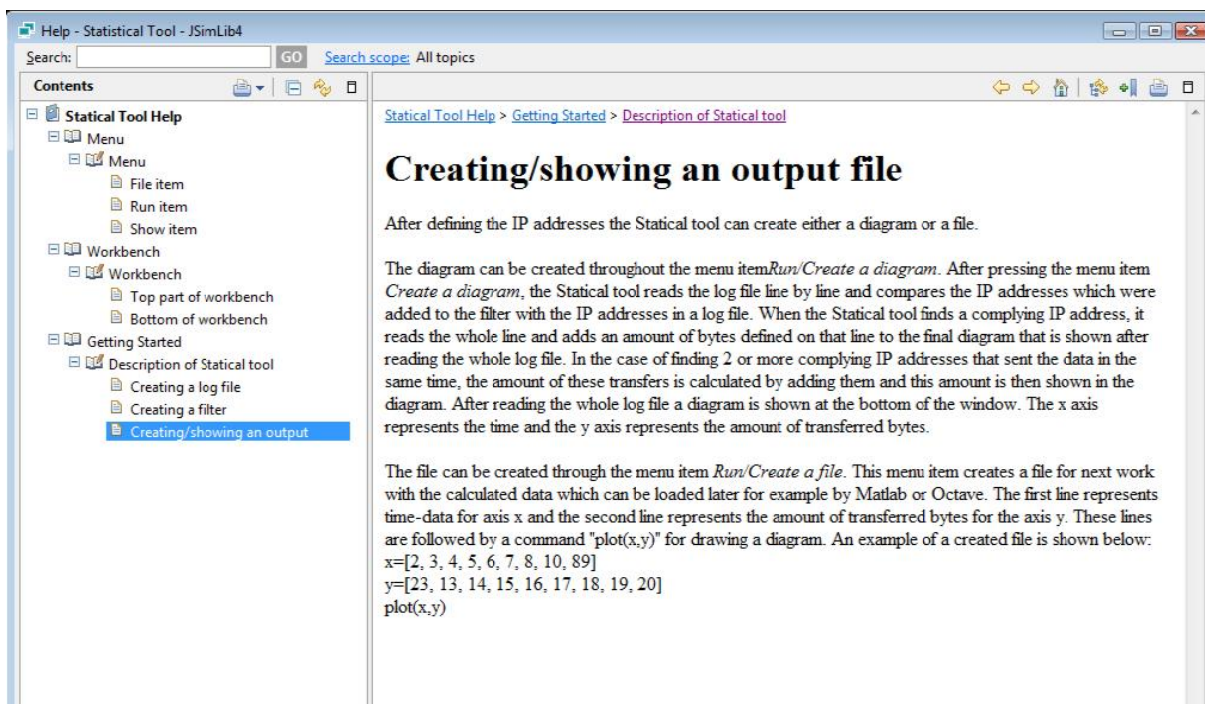 Help - Statistical Tool - JSimLib4
Search: GO Search scope: All topics
Contents
Statical Tool Help
Menu
Menu
File item
Run item
Show item
Workbench
Workbench
Top part of workbench
Bottom of workbench
Getting Started
Description of Statical tool
Creating a log file
Creating a filter
Creating/showing an output
Statical Tool Help > Getting Started > Description of Statical tool
Creating/showing an output file
After defining the IP addresses the Statical tool can create either a diagram or a file.
The diagram can be created throughout the menu itemRun/Create a diagram. After pressing the menu item
Create a diagram, the Statical tool reads the log file line by line and compares the IP addresses which were
added to the filter with the IP addresses in a log file. When the Statical tool finds a complying IP address, it
reads the whole line and adds an amount of bytes defined on that line to the final diagram that is shown after
reading the whole log file. In the case of finding 2 or more complying IP addresses that sent the data in the
same time, the amount of these transfers is calculated by adding them and this amount is then shown in the
diagram. After reading the whole log file a diagram is shown at the bottom of the window. The x axis
represents the time and the y axis represents the amount of transferred bytes.
The file can be created through the menu item Run/Create a file. This menu item creates a file for next work
with the calculated data which can be loaded later for example by Matlab or Octave. The first line represents
time-data for axis x and the second line represents the amount of transferred bytes for the axis y. These lines
are followed by a command "plot(x,y)" for drawing a diagram. An example of a created file is shown below:
x=[2, 3, 4, 5, 6, 7, 8, 10, 89]
y=[23, 13, 14, 15, 16, 17, 18, 19, 20]
plot(x,y)